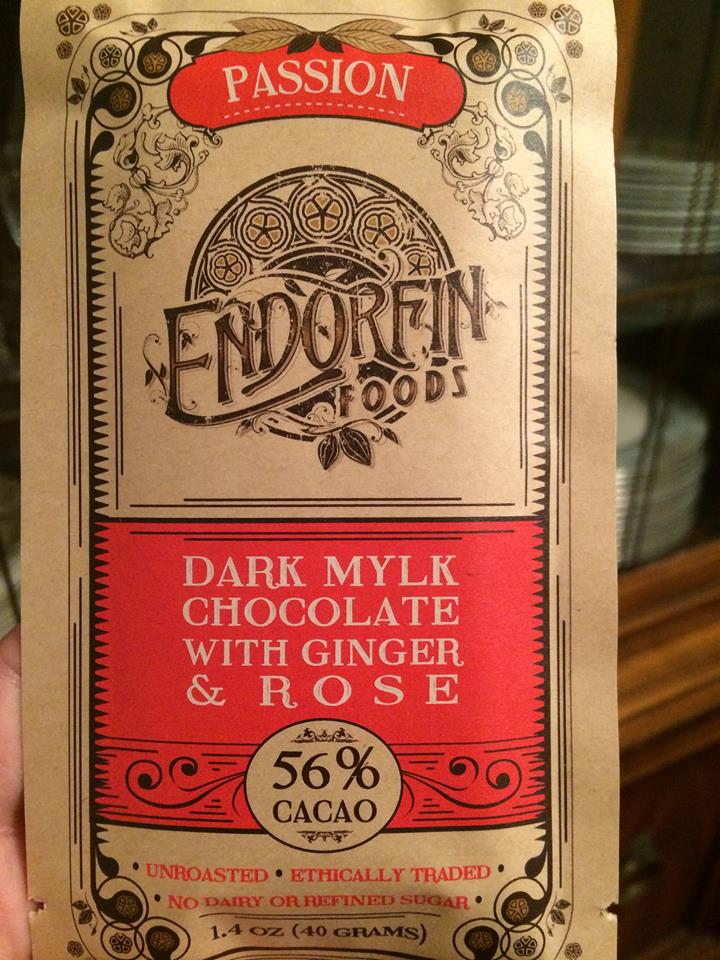 PASSION
ENDORFIN
FOODS
DARK MYLK
CHOCOLATE
WITH GINGER
& ROSE
56%
CACAO
• UNROASTED • ETHICALLY TRADED •
• NO DAIRY OR REFINED SUGAR •
1.4 OZ (40 GRAMS)